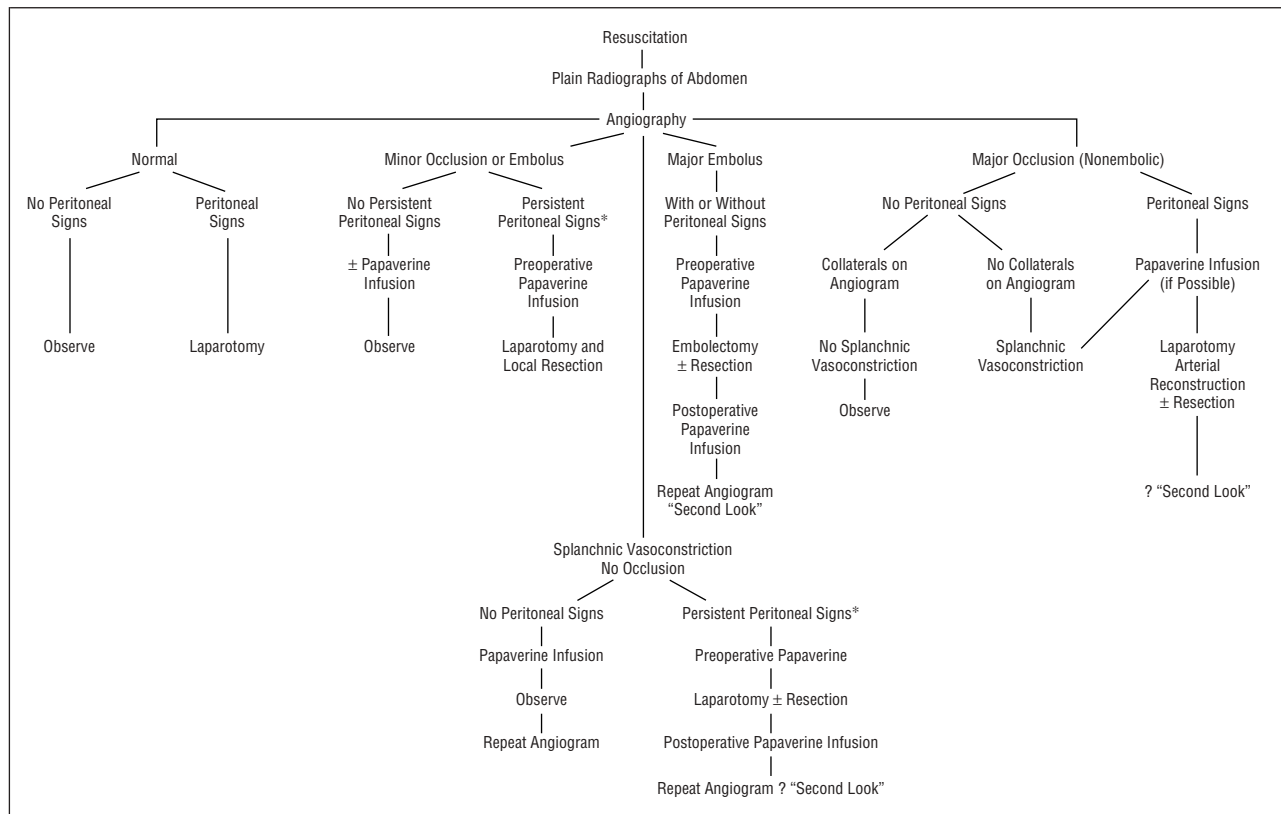 Resuscitation
Plain Radiographs of Abdomen
Angiography
Normal
No Peritoneal
Signs
Observe
Peritoneal
Signs
Laparotomy
Minor Occlusion or Embolus
No Persistent
Peritoneal Signs
± Papaverine
Infusion
Observe
Persistent
Peritoneal Signs*
Preoperative
Papaverine
Infusion
Laparotomy and
Local Resection
Major Embolus
With or Without
Peritoneal Signs
Preoperative
Papaverine
Infusion
Embolectomy
± Resection
Postoperative
Papaverine
Infusion
Repeat Angiogram
“Second Look”
Major Occlusion (Nonembolic)
No Peritoneal Signs
Collaterals on
Angiogram
No Splanchnic
Vasoconstriction
Observe
No Collaterals
on Angiogram
Splanchnic
Vasoconstriction
Peritoneal Signs
Papaverine Infusion
(if Possible)
Laparotomy
Arterial
Reconstruction
± Resection
? “Second Look”
Splanchnic Vasoconstriction
No Occlusion
No Peritoneal Signs
Papaverine Infusion
Observe
Repeat Angiogram
Persistent Peritoneal Signs*
Preoperative Papaverine
Laparotomy ± Resection
Postoperative Papaverine Infusion
Repeat Angiogram ? “Second Look”